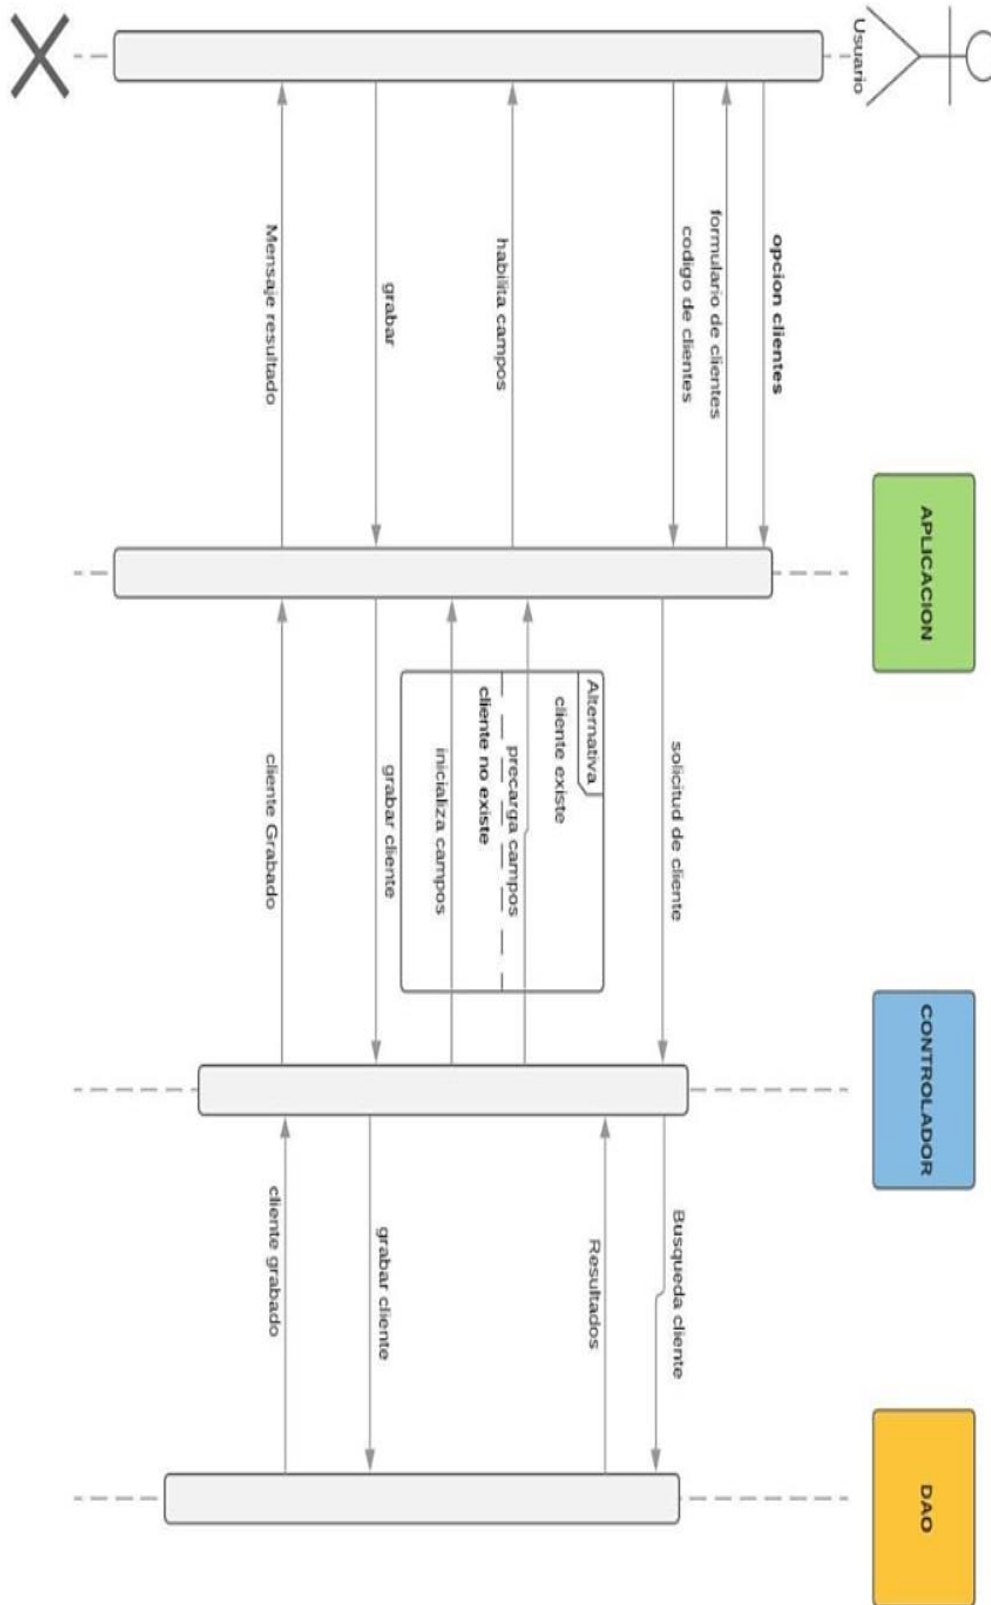 Usuario
APLICACION
CONTROLADOR
DAO
opcion clientes
formulario de clientes
codigo de clientes
solicitud de cliente
Busqueda cliente
Resultados
Alternativa
cliente existe
precarga campos
habilita campos
cliente no existe
inicializa campos
grabar
grabar cliente
grabar cliente
cliente grabado
cliente Grabado
Mensaje resultado